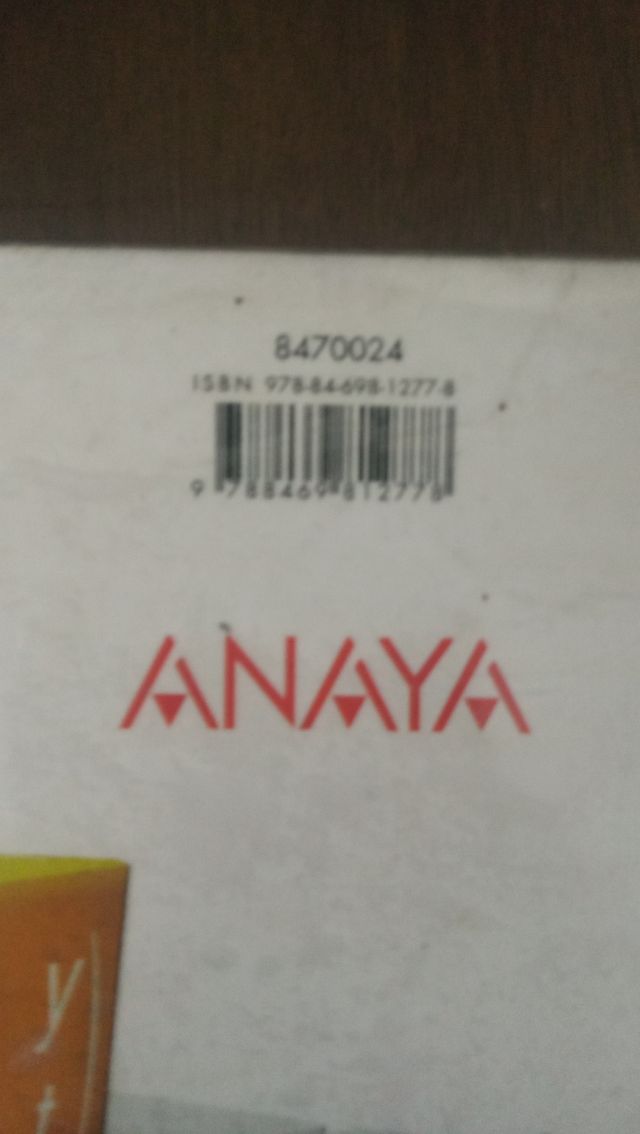 8470024
ISBN 978-84-698-1277-8
9 788469 812778
ANAYA
y
t